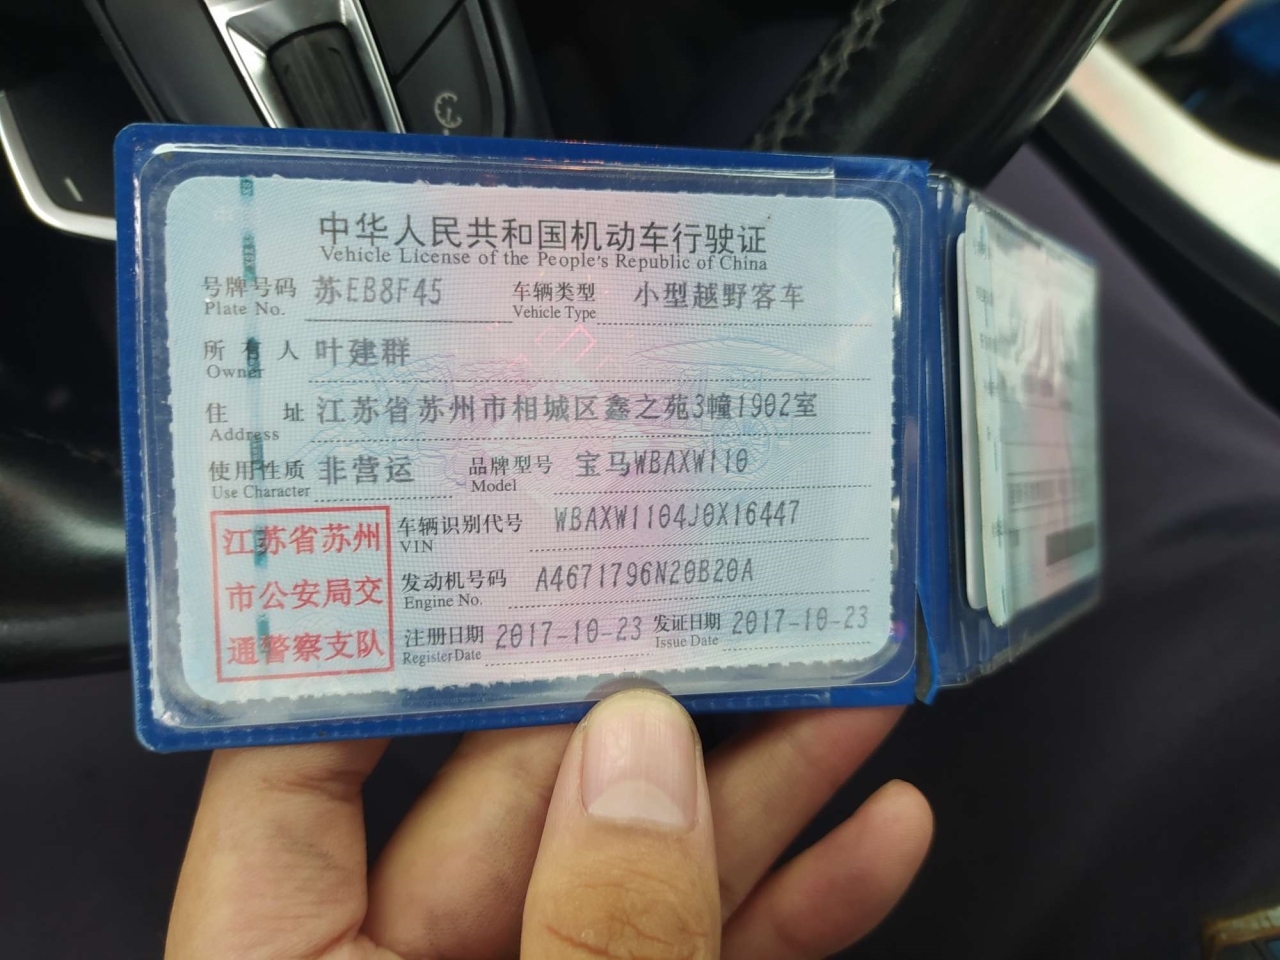 中华人民共和国机动车行驶证
Vehicle License of the People's Republic of China
号牌号码 苏EB8F45 车辆类型 小型越野客车
Plate No. Vehicle Type
所有人 叶建群
Owner
住址 江苏省苏州市相城区鑫之苑3幢1902室
Address
使用性质 非营运 品牌型号 宝马WBAXW110
Use Character Model
江苏省苏州
市公安局交
通警察支队
车辆识别代号 WBAXW1104J0X16447
VIN
发动机号码 A4671796N20B20A
Engine No.
注册日期 2017-10-23 发证日期 2017-10-23
Register Date Issue Date